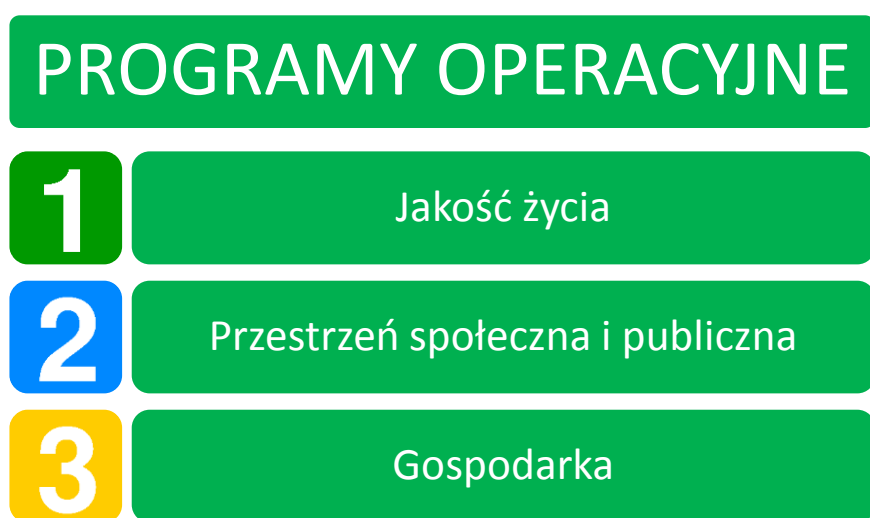 PROGRAMY OPERACYJNE
1 Jakość życia
2 Przestrzeń społeczna i publiczna
3 Gospodarka